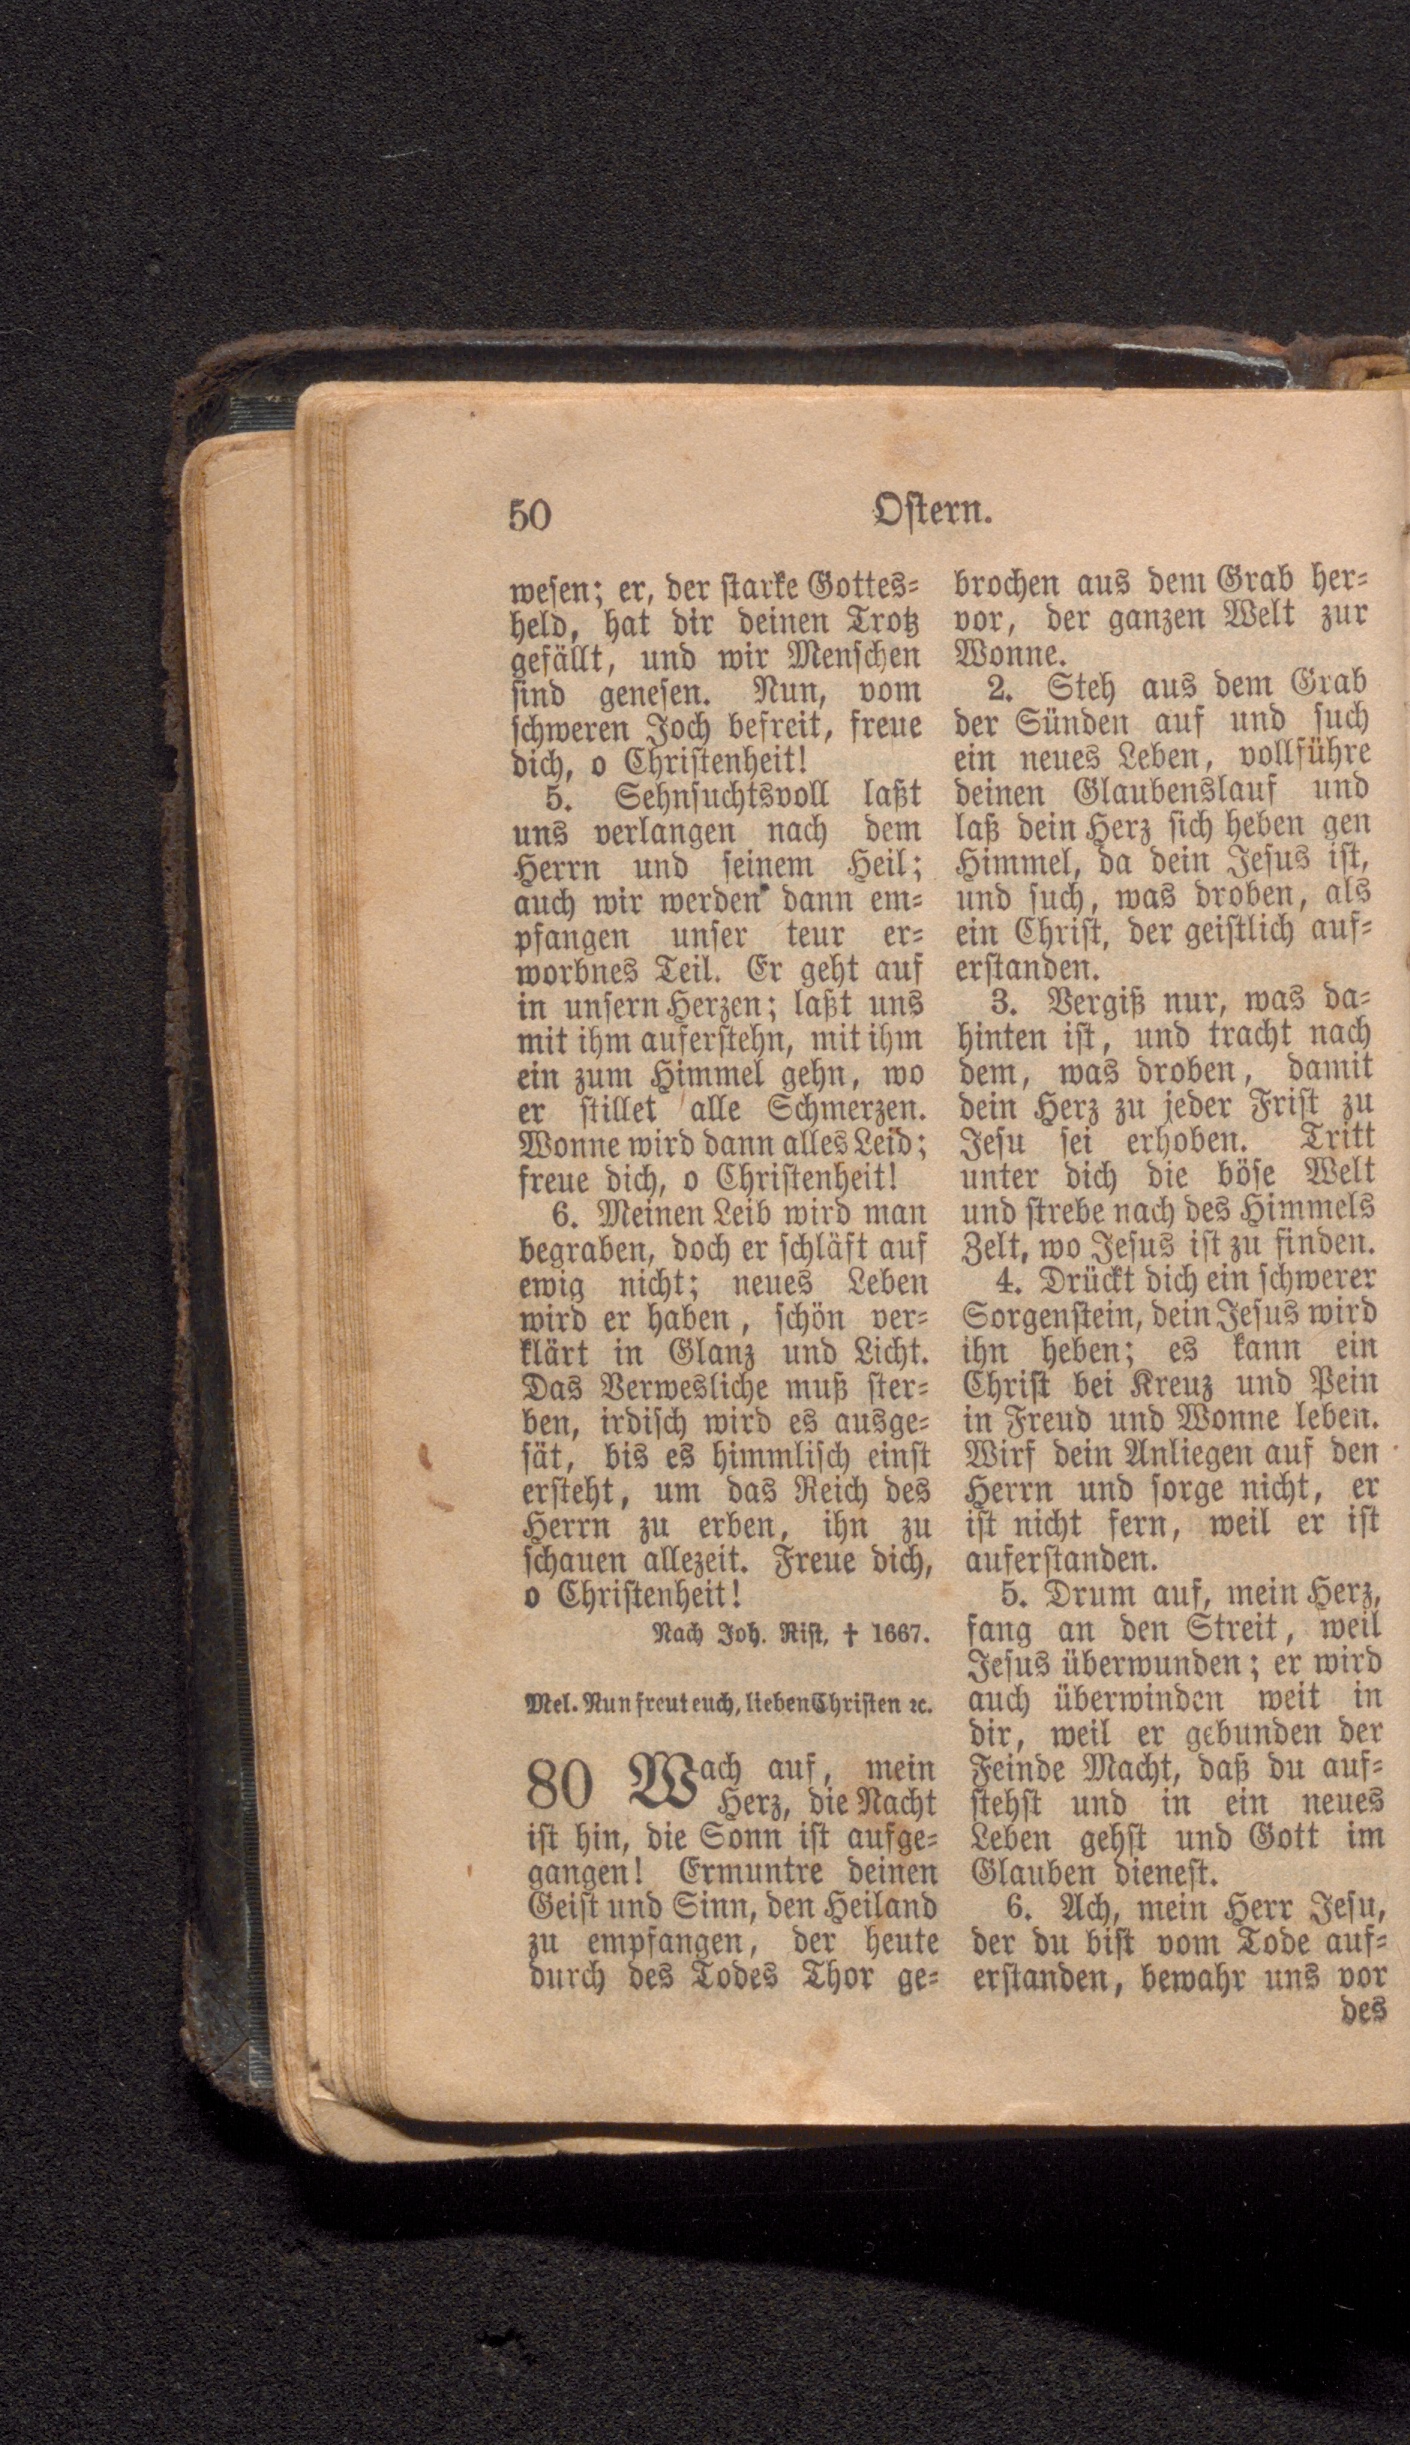 50
Ostern.
wesen; er, der starke Gottes-
held, hat dir deinen Trotz
gefällt, und wir Menschen
sind genesen. Nun, vom
schweren Joch befreit, freue
dich, o Christenheit!
5. Sehnsuchtsvoll laßt
uns verlangen nach dem
Herrn und seinem Heil;
auch wir werden dann em-
pfangen unser teur er-
worbnes Teil. Er geht auf
in unsern Herzen; laßt uns
mit ihm auferstehn, mit ihm
ein zum Himmel gehn, wo
er stillet alle Schmerzen.
Wonne wird dann alles Leid;
freue dich, o Christenheit!
6. Meinen Leib wird man
begraben, doch er schläft auf
ewig nicht; neues Leben
wird er haben, schön ver-
klärt in Glanz und Licht.
Das Verwesliche muß ster-
ben, irdisch wird es ausge-
sät, bis es himmlisch einst
ersteht, um das Reich des
Herrn zu erben, ihn zu
schauen allezeit. Freue dich,
o Christenheit!
Nach Joh. Rist, † 1667.
Mel. Nun freut euch, lieben Christen ꝛc.
80 Wach auf, mein
Herz, die Nacht
ist hin, die Sonn ist aufge-
gangen! Ermuntre deinen
Geist und Sinn, den Heiland
zu empfangen, der heute
durch des Todes Thor ge-
brochen aus dem Grab her-
vor, der ganzen Welt zur
Wonne.
2. Steh aus dem Grab
der Sünden auf und such
ein neues Leben, vollführe
deinen Glaubenslauf und
laß dein Herz sich heben gen
Himmel, da dein Jesus ist,
und such, was droben, als
ein Christ, der geistlich auf-
erstanden.
3. Vergiß nur, was da-
hinten ist, und tracht nach
dem, was droben, damit
dein Herz zu jeder Frist zu
Jesu sei erhoben. Tritt
unter dich die böse Welt
und strebe nach des Himmels
Zelt, wo Jesus ist zu finden.
4. Drückt dich ein schwerer
Sorgenstein, dein Jesus wird
ihn heben; es kann ein
Christ bei Kreuz und Pein
in Freud und Wonne leben.
Wirf dein Anliegen auf den
Herrn und sorge nicht, er
ist nicht fern, weil er ist
auferstanden.
5. Drum auf, mein Herz,
fang an den Streit, weil
Jesus überwunden; er wird
auch überwinden weit in
dir, weil er gebunden der
Feinde Macht, daß du auf-
stehst und in ein neues
Leben gehst und Gott im
Glauben dienest.
6. Ach, mein Herr Jesu,
der du bist vom Tode auf-
erstanden, bewahr uns vor
des